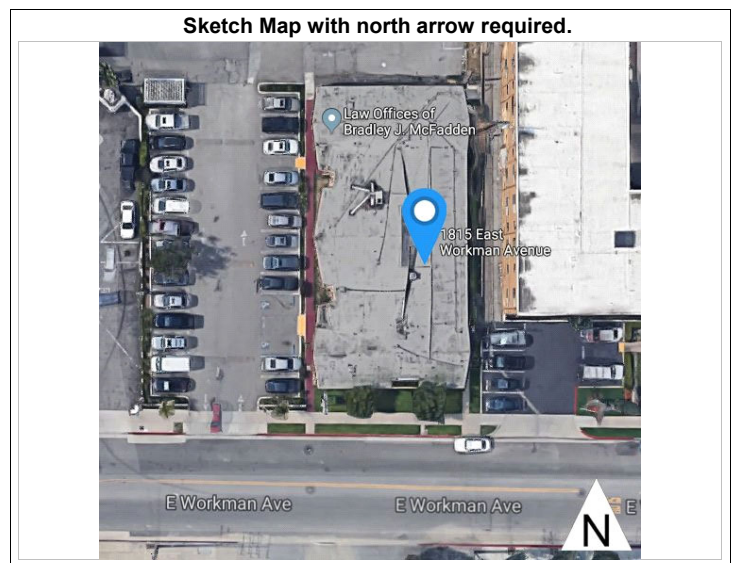 Sketch Map with north arrow required.
Law Offices of
Bradley J. McFadden
1815 East
Workman Avenue
E Workman Ave
E Workman Ave
E
N